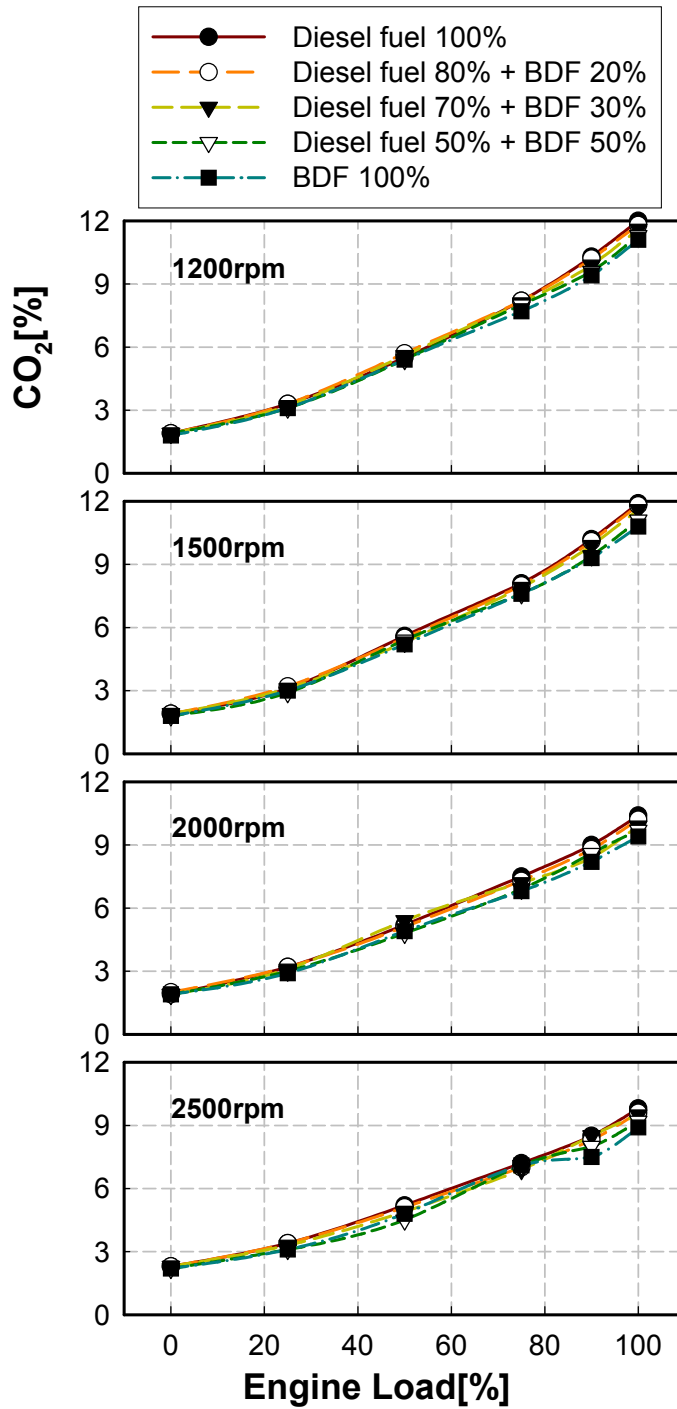 Diesel fuel 100%
Diesel fuel 80% + BDF 20%
Diesel fuel 70% + BDF 30%
Diesel fuel 50% + BDF 50%
BDF 100%
CO₂[%]
12
9
6
3
0
1200rpm
12
9
6
3
0
1500rpm
12
9
6
3
0
2000rpm
12
9
6
3
0
2500rpm
0 20 40 60 80 100
Engine Load[%]